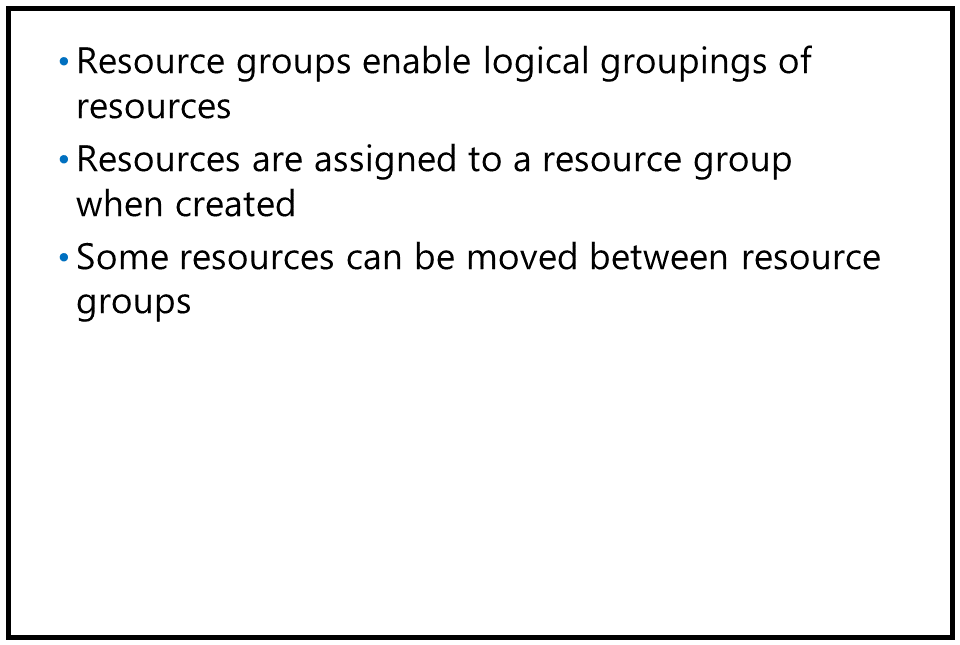 • Resource groups enable logical groupings of
resources
• Resources are assigned to a resource group
when created
• Some resources can be moved between resource
groups